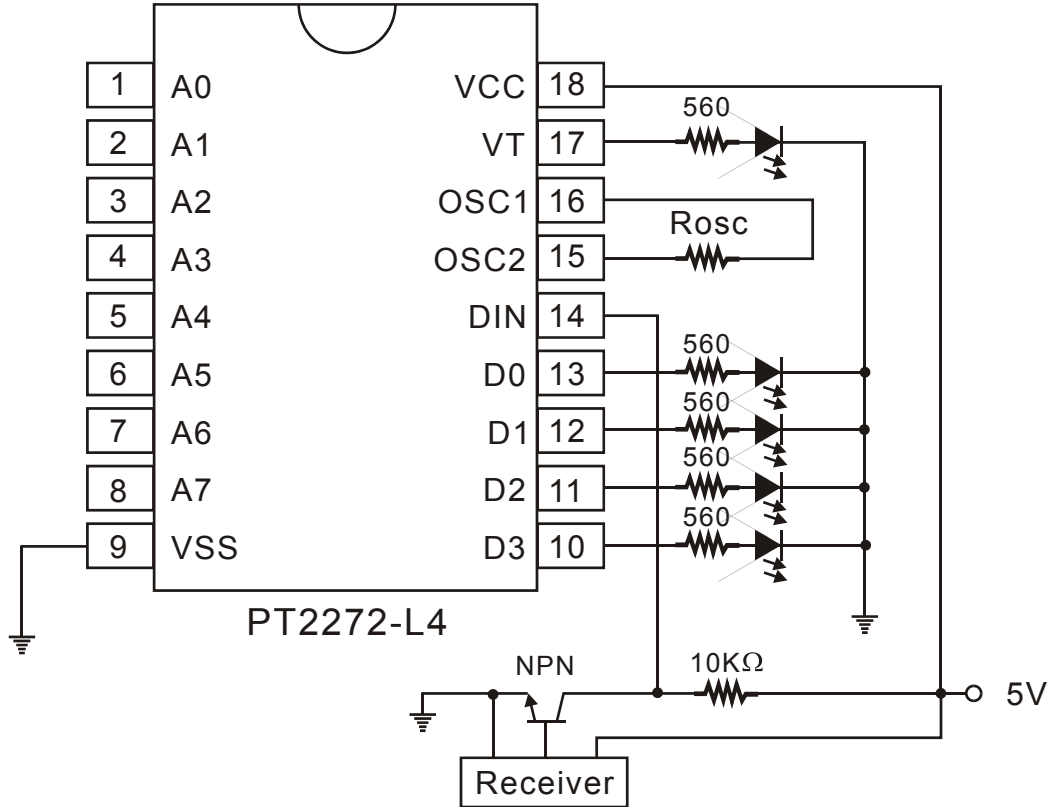 1 A0 VCC 18
560
2 A1 VT 17
3 A2 OSC1 16
Rosc
4 A3 OSC2 15
5 A4 DIN 14
560
6 A5 D0 13
560
7 A6 D1 12
560
8 A7 D2 11
560
9 VSS D3 10
PT2272-L4
NPN 10KΩ
5V
Receiver